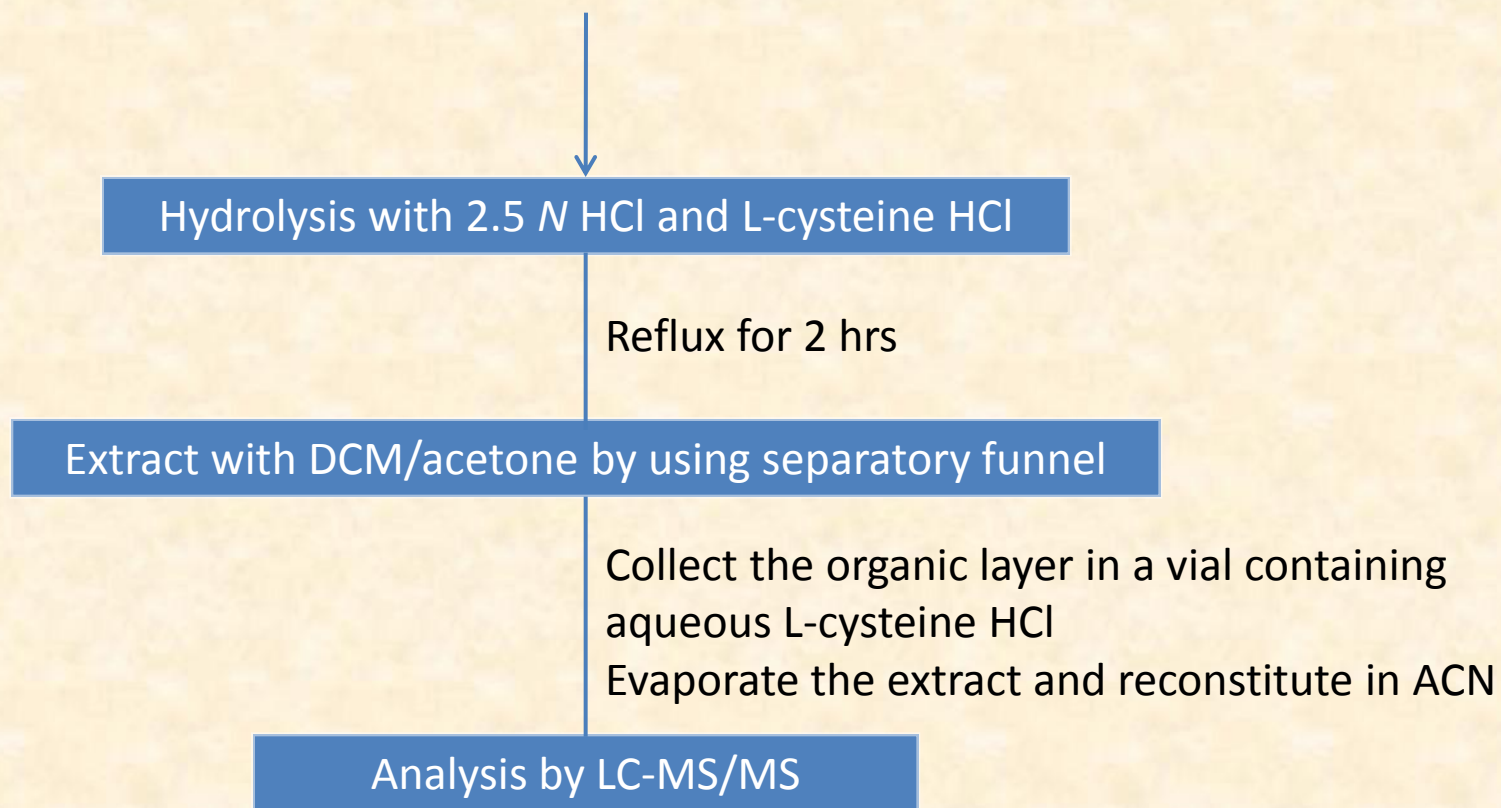 Hydrolysis with 2.5 N HCl and L-cysteine HCl
Reflux for 2 hrs
Extract with DCM/acetone by using separatory funnel
Collect the organic layer in a vial containing
aqueous L-cysteine HCl
Evaporate the extract and reconstitute in ACN
Analysis by LC-MS/MS